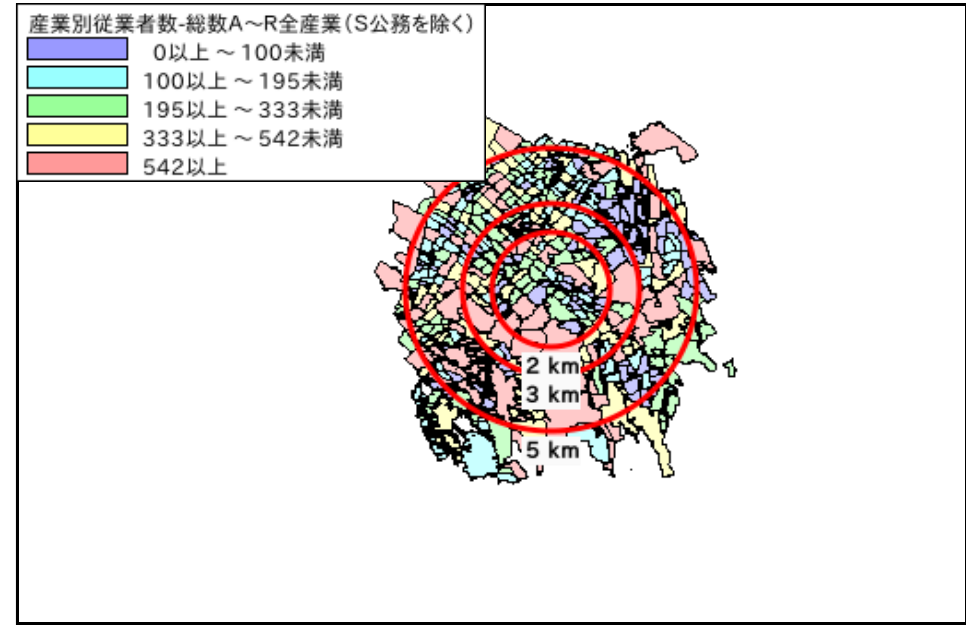 産業別従業者数-総数A～R全産業(S公務を除く)
0以上 ～ 100未満
100以上 ～ 195未満
195以上 ～ 333未満
333以上 ～ 542未満
542以上
2 km
3 km
5 km